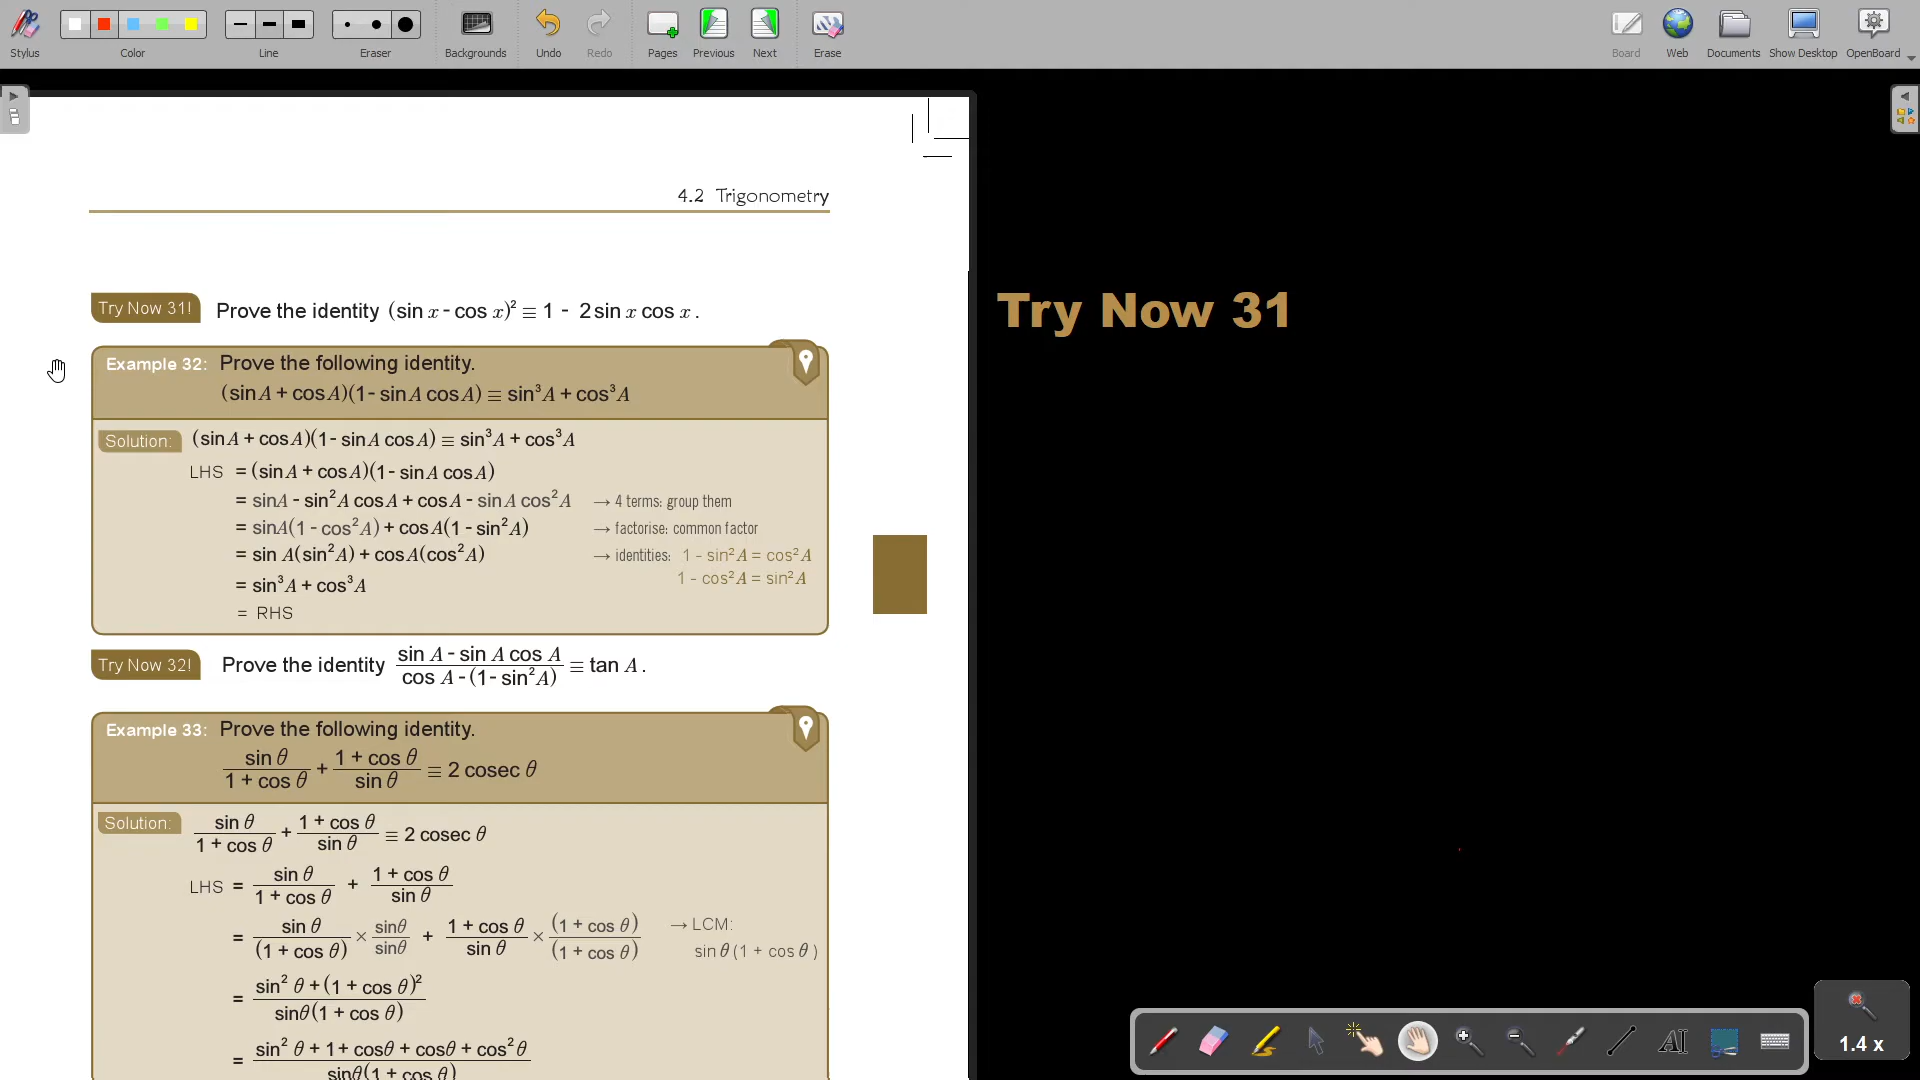 Stylus Color Line Eraser Backgrounds Undo Redo Pages Previous Next Erase Board Web Documents Show Desktop OpenBoard
4.2 Trigonometry
Try Now 31! Prove the identity (sin x - cos x)² ≡ 1 - 2 sin x cos x .
Try Now 31
Example 32: Prove the following identity.
(sin A + cos A)(1 - sin A cos A) ≡ sin³A + cos³A
Solution: (sin A + cos A)(1 - sin A cos A) ≡ sin³A + cos³A
LHS = (sin A + cos A)(1 - sin A cos A)
= sin A - sin²A cos A + cos A - sin A cos²A → 4 terms: group them
= sin A(1 - cos²A) + cos A(1 - sin²A) → factorise: common factor
= sin A(sin²A) + cos A(cos²A) → identities: 1 - sin²A = cos²A
1 - cos²A = sin²A
= sin³A + cos³A
= RHS
Try Now 32! Prove the identity (sin A - sin A cos A)/(cos A - (1 - sin²A)) ≡ tan A .
Example 33: Prove the following identity.
sin θ/(1 + cos θ) + (1 + cos θ)/sin θ ≡ 2 cosec θ
Solution: sin θ/(1 + cos θ) + (1 + cos θ)/sin θ ≡ 2 cosec θ
LHS = sin θ/(1 + cos θ) + (1 + cos θ)/sin θ
= sin θ/(1 + cos θ) × sinθ/sinθ + (1 + cos θ)/sin θ × (1 + cos θ)/(1 + cos θ) → LCM:
sin θ (1 + cos θ )
= (sin² θ + (1 + cos θ)²)/(sinθ(1 + cos θ))
= (sin² θ + 1 + cosθ + cosθ + cos²θ)/(sinθ(1 + cos θ))
AI
1.4 x